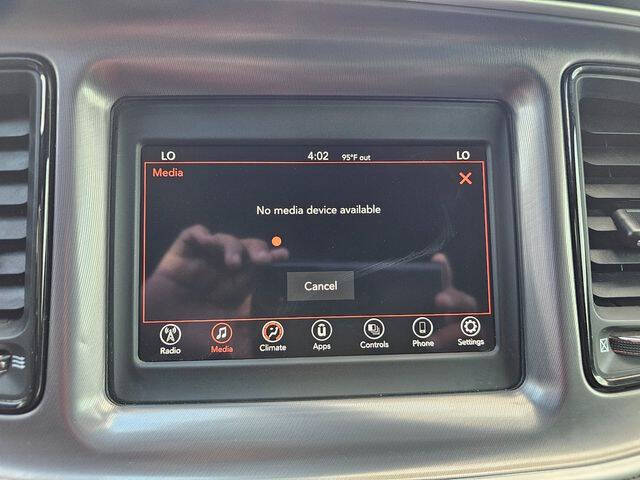 LO 4:02 95°F out LO
Media
No media device available
Cancel
Radio Media Climate Apps Controls Phone Settings